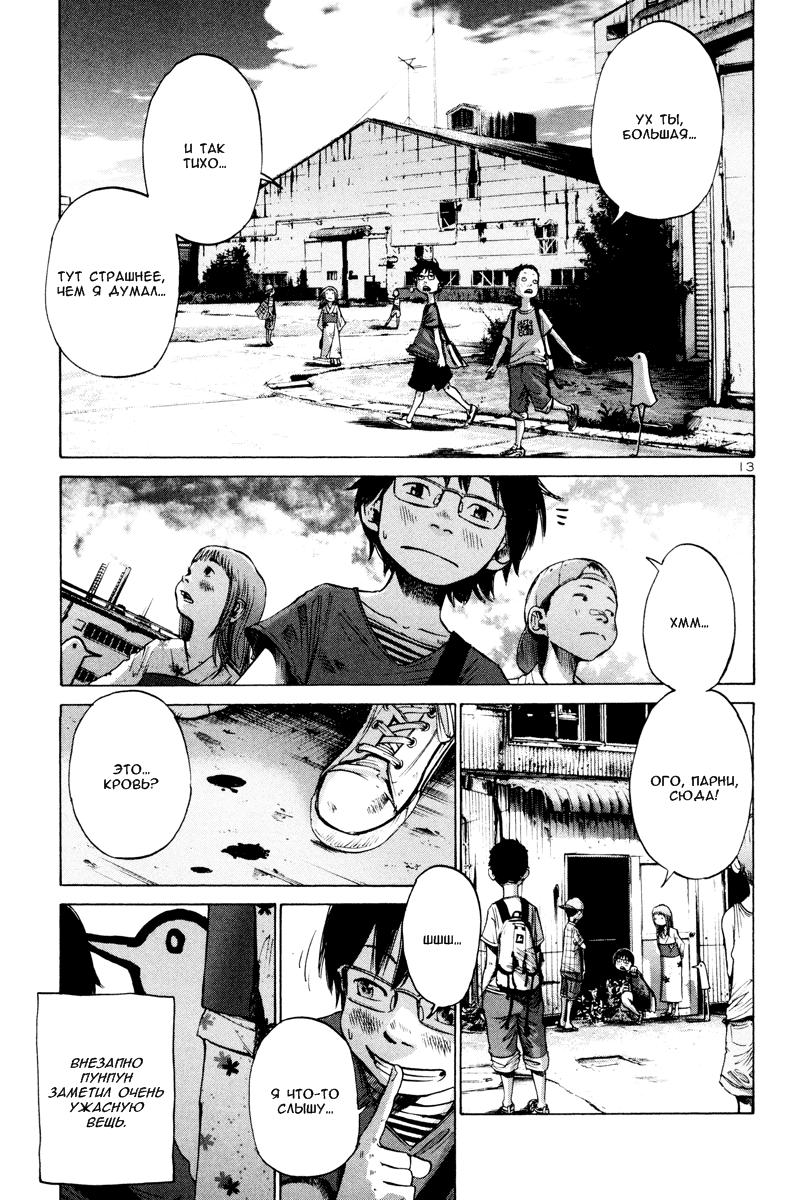 УХ ТЫ,
БОЛЬШАЯ...
И ТАК
ТИХО...
ТУТ СТРАШНЕЕ,
ЧЕМ Я ДУМАЛ...
13
ХММ...
ОГО, ПАРНИ,
СЮДА!
ЭТО...
КРОВЬ?
ШШШ...
Я ЧТО-ТО
СЛЫШУ...
ВНЕЗАПНО
ПУНПУН
ЗАМЕТИЛ ОЧЕНЬ
УЖАСНУЮ
ВЕЩЬ.